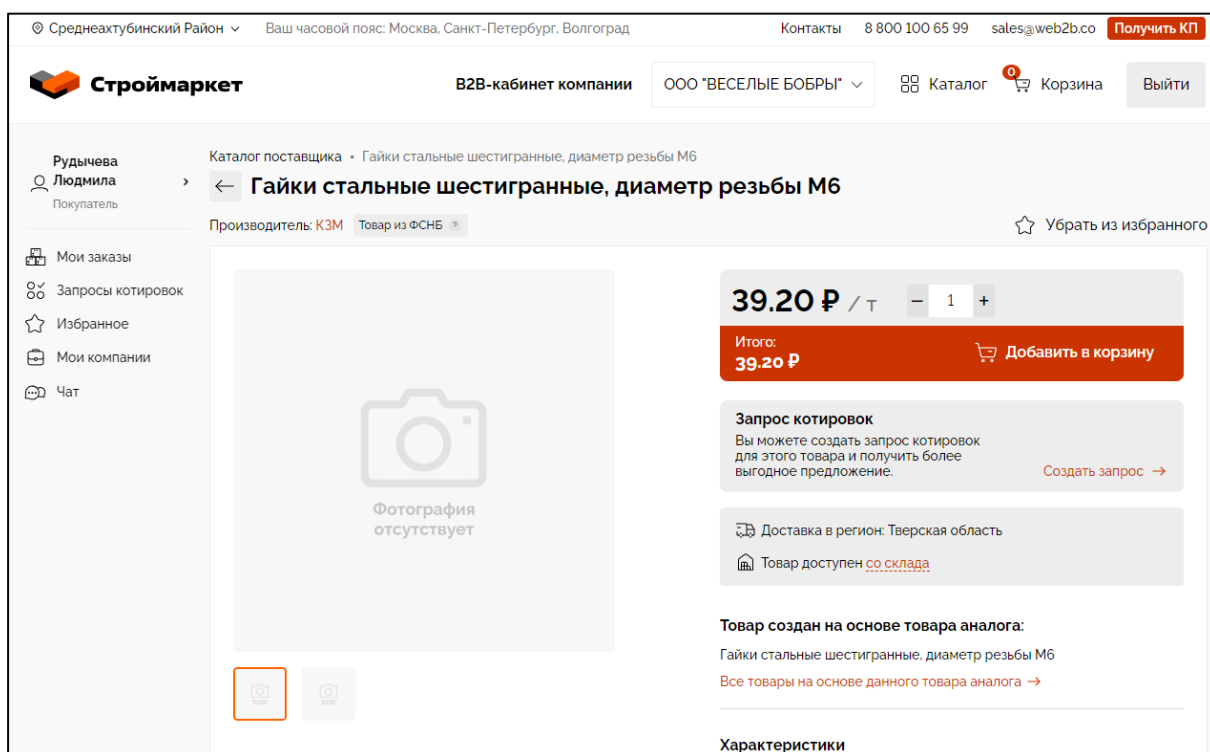 Среднеахтубинский Район
Ваш часовой пояс: Москва, Санкт-Петербург, Волгоград
Контакты
8 800 100 65 99
sales@web2b.co
Получить КП
Строймаркет
B2B-кабинет компании
ООО "ВЕСЕЛЫЕ БОБРЫ"
Каталог
0
Корзина
Выйти
Рудычева
Людмила
Покупатель
Мои заказы
Запросы котировок
Избранное
Мои компании
Чат
Каталог поставщика • Гайки стальные шестигранные, диаметр резьбы М6
← Гайки стальные шестигранные, диаметр резьбы М6
Производитель: КЗМ
Товар из ФСНБ ?
Убрать из избранного
Фотография
отсутствует
39.20 ₽ / т
– 1 +
Итого:
39.20 ₽
Добавить в корзину
Запрос котировок
Вы можете создать запрос котировок
для этого товара и получить более
выгодное предложение.
Создать запрос →
Доставка в регион: Тверская область
Товар доступен со склада
Товар создан на основе товара аналога:
Гайки стальные шестигранные, диаметр резьбы М6
Все товары на основе данного товара аналога →
Характеристики